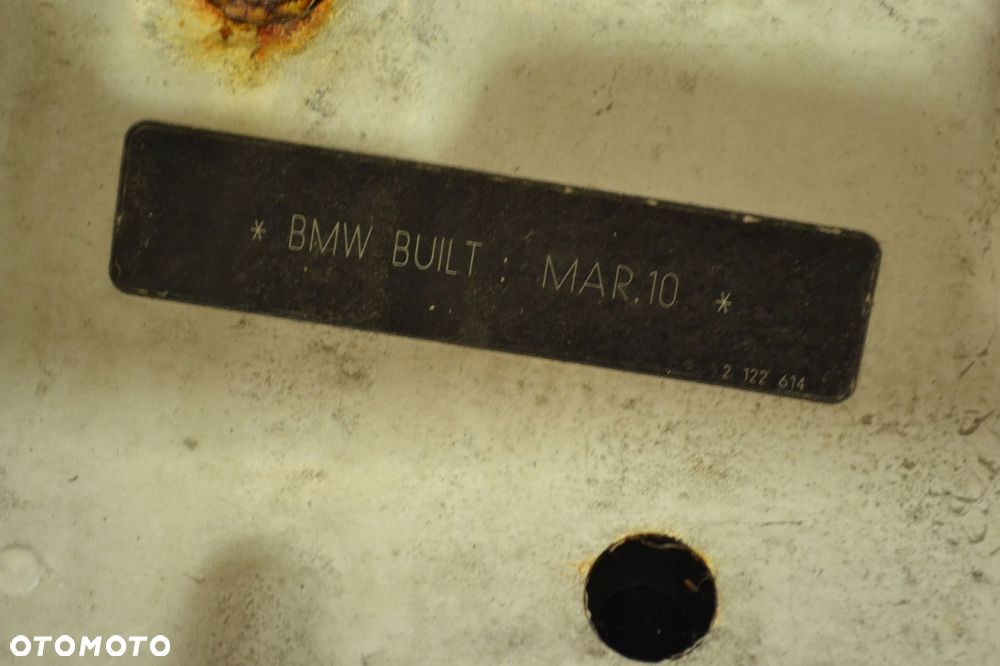 * BMW BUILT : MAR.10 *
2 122 614
OTOMOTO